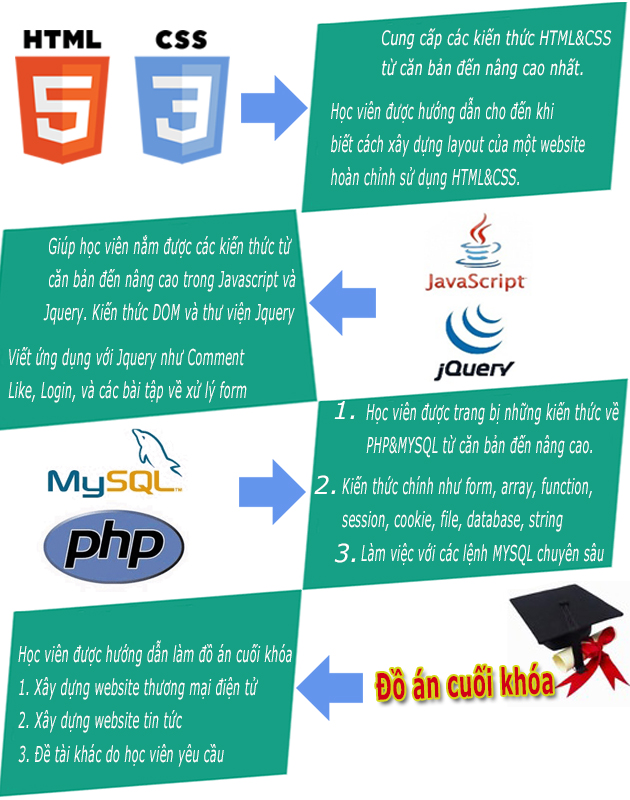 HTML CSS
5 3
Cung cấp các kiến thức HTML&CSS
từ căn bản đến nâng cao nhất.
Học viên được hướng dẫn cho đến khi
biết cách xây dựng layout của một website
hoàn chỉnh sử dụng HTML&CSS.
Giúp học viên nắm được các kiến thức từ
căn bản đến nâng cao trong Javascript và
Jquery. Kiến thức DOM và thư viện Jquery
Viết ứng dụng với Jquery như Comment
Like, Login, và các bài tập về xử lý form
JavaScript
jQuery
1. Học viên được trang bị những kiến thức về
PHP&MYSQL từ căn bản đến nâng cao.
2. Kiến thức chính như form, array, function,
session, cookie, file, database, string
3. Làm việc với các lệnh MYSQL chuyên sâu
MySQL™
php
Học viên được hướng dẫn làm đồ án cuối khóa
1. Xây dựng website thương mại điện tử
2. Xây dựng website tin tức
3. Đề tài khác do học viên yêu cầu
Đồ án cuối khóa